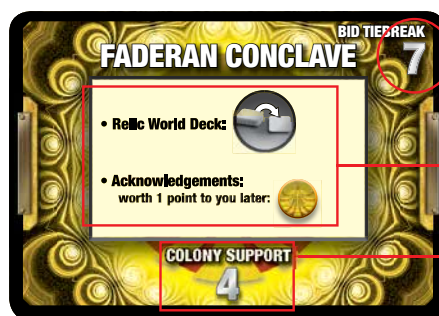 BID TIEBREAK
7
FADERAN CONCLAVE
• Relic World Deck:
• Acknowledgements:
worth 1 point to you later:
COLONY SUPPORT
4